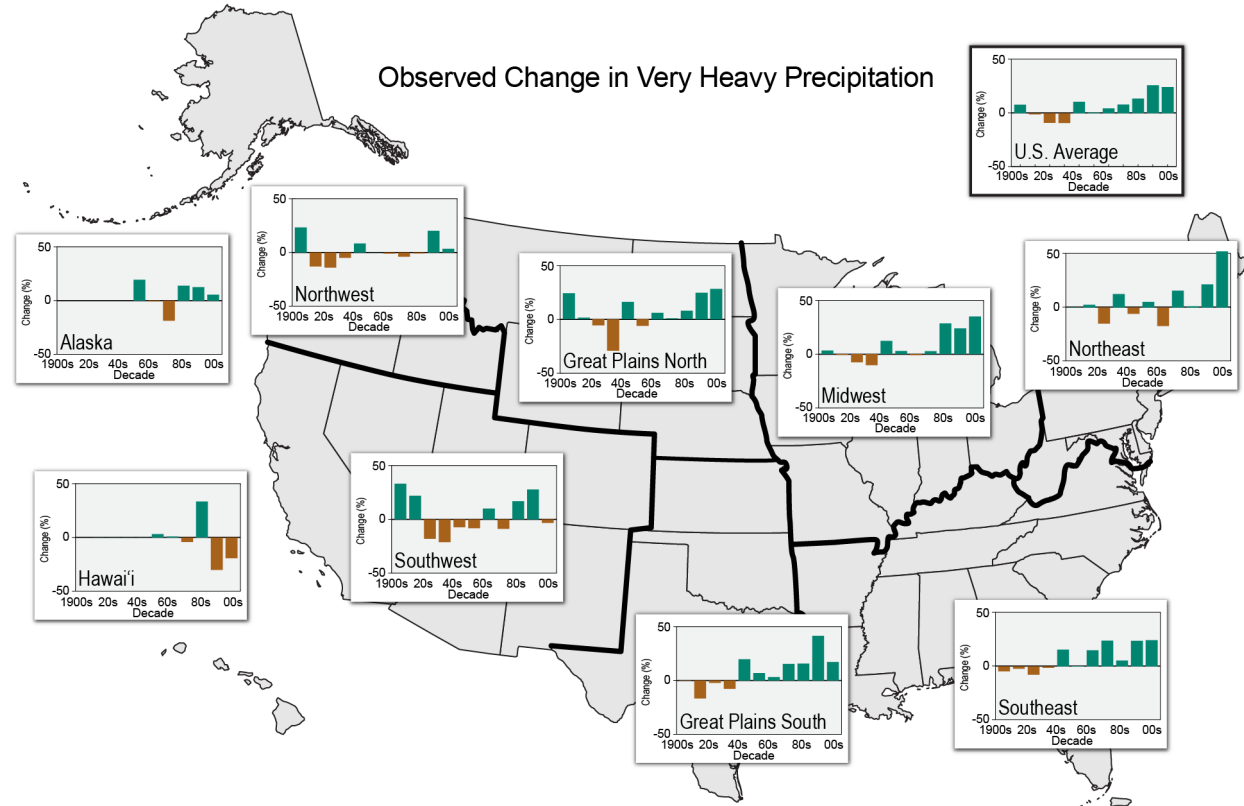 Observed Change in Very Heavy Precipitation
50
0
-50
Change (%)
U.S. Average
1900s 20s 40s 60s 80s 00s
Decade
50
0
-50
Change (%)
Northwest
1900s 20s 40s 60s 80s 00s
Decade
50
0
-50
Change (%)
Alaska
1900s 20s 40s 60s 80s 00s
Decade
50
0
-50
Change (%)
Great Plains North
1900s 20s 40s 60s 80s 00s
Decade
50
0
-50
Change (%)
Midwest
1900s 20s 40s 60s 80s 00s
Decade
50
0
-50
Change (%)
Northeast
1900s 20s 40s 60s 80s 00s
Decade
50
0
-50
Change (%)
Hawai‘i
1900s 20s 40s 60s 80s 00s
Decade
50
0
-50
Change (%)
Southwest
1900s 20s 40s 60s 80s 00s
Decade
50
0
-50
Change (%)
Great Plains South
1900s 20s 40s 60s 80s 00s
Decade
50
0
-50
Change (%)
Southeast
1900s 20s 40s 60s 80s 00s
Decade